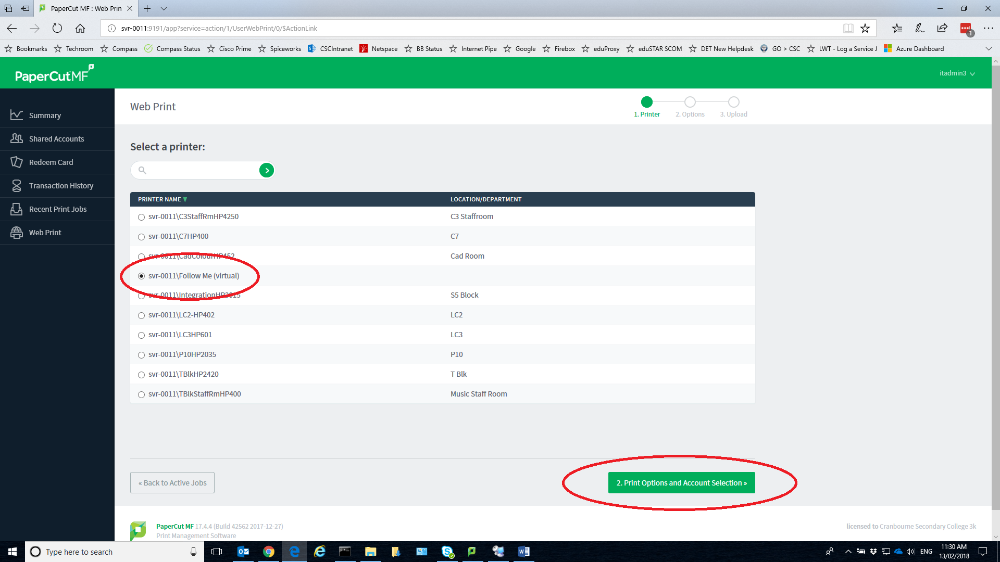 PaperCut MF : Web Prin
svr-0011:9191/app?service=action/1/UserWebPrint/0/$ActionLink
1
Bookmarks Techroom Compass Compass Status Cisco Prime Spiceworks CSCIntranet Netspace BB Status Internet Pipe Google Firebox eduProxy eduSTAR SCOM DET New Helpdesk GO > CSC LWT - Log a Service J Azure Dashboard
PaperCut MF
itadmin3
Summary
Shared Accounts
Redeem Card
Transaction History
Recent Print Jobs
Web Print
Web Print
1. Printer 2. Options 3. Upload
Select a printer:
PRINTER NAME LOCATION/DEPARTMENT
svr-0011\C3StaffRmHP4250 C3 Staffroom
svr-0011\C7HP400 C7
svr-0011\CadColourHP452 Cad Room
svr-0011\Follow Me (virtual)
svr-0011\IntegrationHP2015 S5 Block
svr-0011\LC2-HP402 LC2
svr-0011\LC3HP601 LC3
svr-0011\P10HP2035 P10
svr-0011\TBlkHP2420 T Blk
svr-0011\TBlkStaffRmHP400 Music Staff Room
« Back to Active Jobs
2. Print Options and Account Selection »
PaperCut MF 17.4.4 (Build 42562 2017-12-27)
Print Management Software
licensed to Cranbourne Secondary College 3k
Type here to search
ENG
11:30 AM
13/02/2018